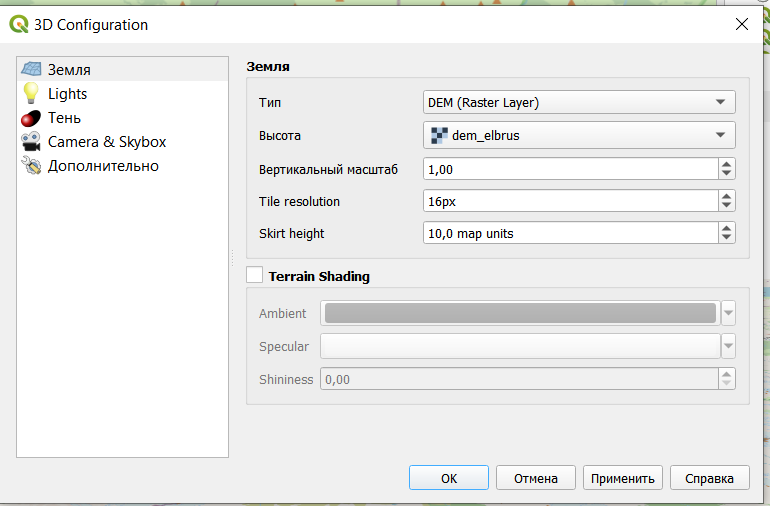 3D Configuration
Земля
Lights
Тень
Camera & Skybox
Дополнительно
Земля
Тип
DEM (Raster Layer)
Высота
dem_elbrus
Вертикальный масштаб
1,00
Tile resolution
16px
Skirt height
10,0 map units
Terrain Shading
Ambient
Specular
Shininess
0,00
OK
Отмена
Применить
Справка